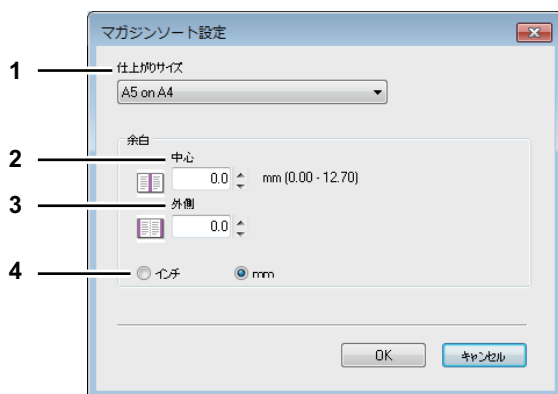 マガジンソート設定
1
仕上がりサイズ
A5 on A4
余白
2
中心
0.0 mm (0.00 - 12.70)
3
外側
0.0
4
インチ mm
OK キャンセル